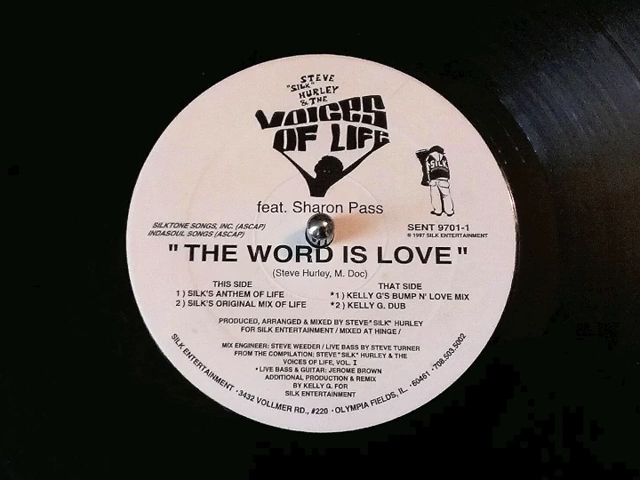 STEVE
"SILK"
HURLEY
& THE
VOICES
OF LIFE
SILK
feat. Sharon Pass
SILKTONE SONGS, INC. (ASCAP)
INDASOUL SONGS (ASCAP)
SENT 9701-1
℗ 1997 SILK ENTERTAINMENT
"THE WORD IS LOVE"
(Steve Hurley, M. Doc)
THIS SIDE
1) SILK'S ANTHEM OF LIFE
2) SILK'S ORIGINAL MIX OF LIFE
THAT SIDE
*1) KELLY G'S BUMP N' LOVE MIX
*2) KELLY G. DUB
PRODUCED, ARRANGED & MIXED BY STEVE "SILK" HURLEY
FOR SILK ENTERTAINMENT / MIXED AT HINGE /
MIX ENGINEER: STEVE WEEDER / LIVE BASS BY STEVE TURNER
FROM THE COMPILATION: STEVE "SILK" HURLEY & THE
VOICES OF LIFE, VOL. I
* LIVE BASS & GUITAR: JEROME BROWN
ADDITIONAL PRODUCTION & REMIX
BY KELLY G. FOR
SILK ENTERTAINMENT
SILK ENTERTAINMENT • 3432 VOLLMER RD., #220 • OLYMPIA FIELDS, IL. • 60461 • 708.503.5002